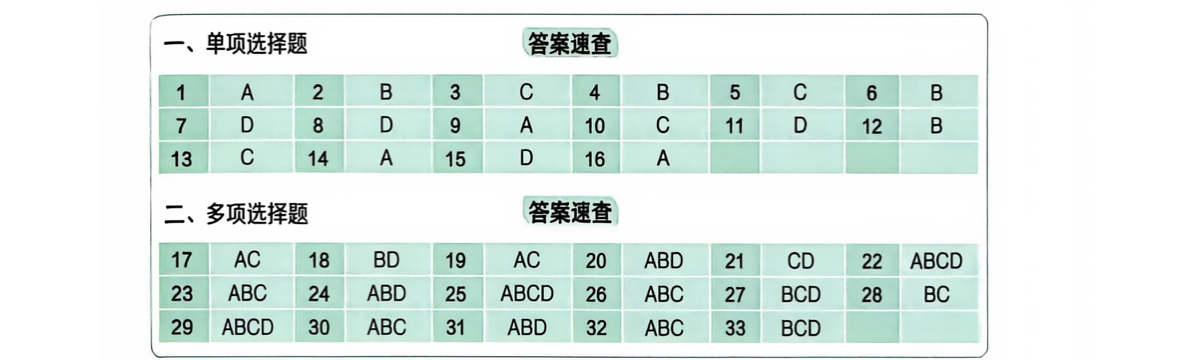 一、单项选择题 答案速查
1 A 2 B 3 C 4 B 5 C 6 B
7 D 8 D 9 A 10 C 11 D 12 B
13 C 14 A 15 D 16 A
二、多项选择题 答案速查
17 AC 18 BD 19 AC 20 ABD 21 CD 22 ABCD
23 ABC 24 ABD 25 ABCD 26 ABC 27 BCD 28 BC
29 ABCD 30 ABC 31 ABD 32 ABC 33 BCD